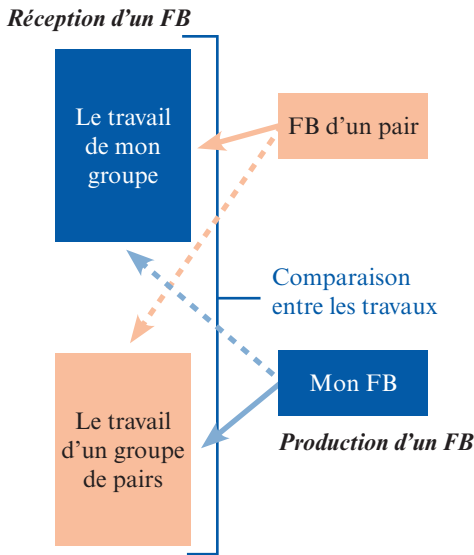 Réception d'un FB
Le travail
de mon
groupe
FB d'un pair
Comparaison
entre les travaux
Mon FB
Le travail
d'un groupe
de pairs
Production d'un FB